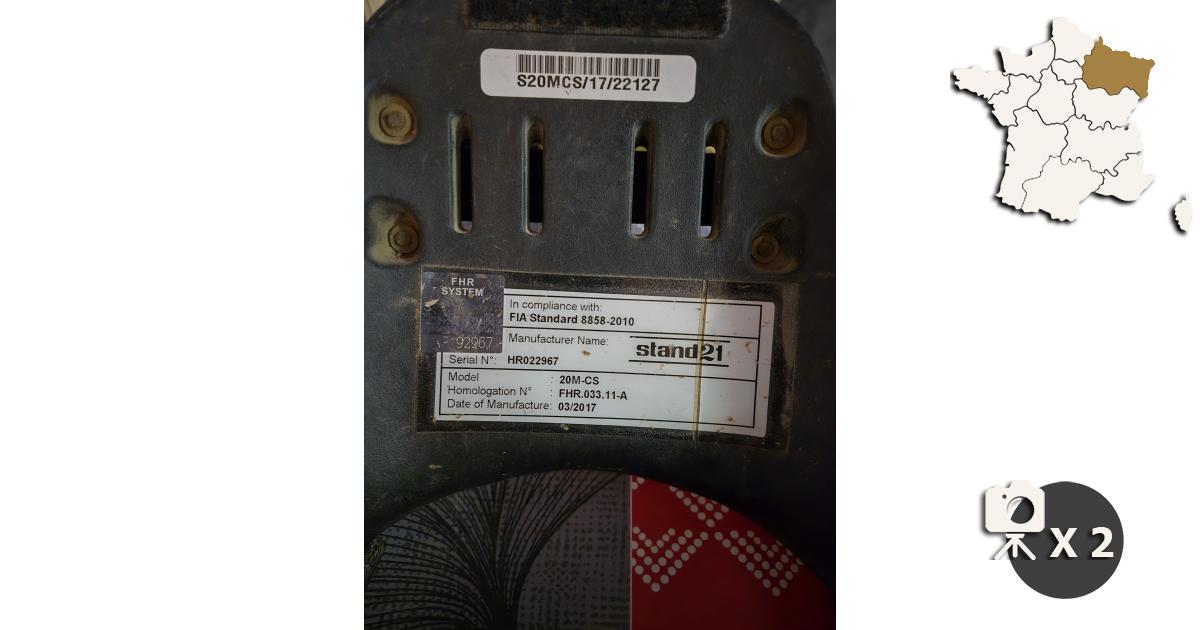 S20MCS/17/22127
FHR
SYSTEM
92967
In compliance with:
FIA Standard 8858-2010
Manufacturer Name:
stand21
Serial N°: HR022967
Model : 20M-CS
Homologation N° : FHR.033.11-A
Date of Manufacture: 03/2017
X 2